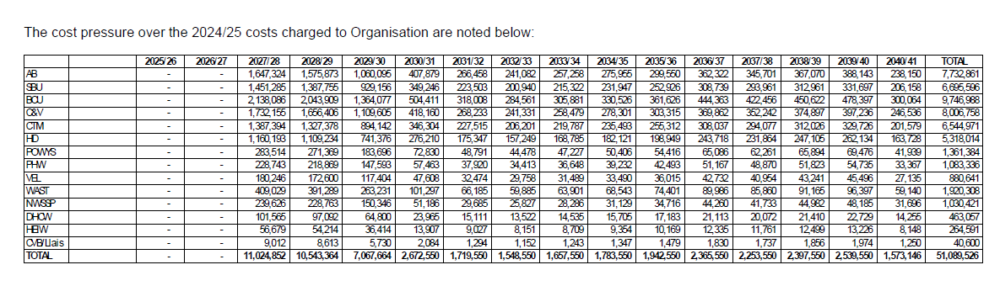 The cost pressure over the 2024/25 costs charged to Organisation are noted below:
2025/26 2026/27 2027/28 2028/29 2029/30 2030/31 2031/32 2032/33 2033/34 2034/35 2035/36 2036/37 2037/38 2038/39 2039/40 2040/41 TOTAL
AB - - 1,647,324 1,575,873 1,060,095 407,879 266,458 241,082 257,258 275,955 299,550 362,322 345,701 367,070 388,143 238,150 7,732,861
SBU - - 1,451,285 1,387,755 929,156 349,246 223,503 200,940 215,322 231,947 252,926 308,739 293,961 312,961 331,697 206,158 6,695,596
BCU - - 2,138,086 2,043,909 1,364,077 504,411 318,008 284,561 305,881 330,526 361,626 444,363 422,456 450,622 478,397 300,064 9,746,988
C&V - - 1,732,155 1,656,406 1,109,605 418,160 268,233 241,331 258,479 278,301 303,315 369,862 352,242 374,897 397,236 246,536 8,006,758
CTM - - 1,387,394 1,327,378 894,142 346,304 227,515 206,201 219,787 235,493 255,312 308,037 294,077 312,026 329,726 201,579 6,544,971
HD - - 1,160,193 1,109,234 741,376 276,210 175,347 157,249 168,785 182,121 198,949 243,718 231,864 247,105 262,134 163,728 5,318,014
POWYS - - 283,514 271,369 183,696 72,830 48,791 44,478 47,227 50,406 54,416 65,086 62,261 65,894 69,476 41,939 1,361,384
PHW - - 228,743 218,869 147,593 57,463 37,920 34,413 36,648 39,232 42,493 51,167 48,870 51,823 54,735 33,367 1,083,336
VEL - - 180,246 172,600 117,404 47,608 32,474 29,758 31,489 33,490 36,015 42,732 40,954 43,241 45,496 27,135 880,641
WAST - - 409,029 391,289 263,231 101,297 66,185 59,885 63,901 68,543 74,401 89,986 85,860 91,165 96,397 59,140 1,920,308
NWSSP - - 239,626 228,763 150,346 51,186 29,685 25,827 28,286 31,129 34,716 44,260 41,733 44,982 48,185 31,696 1,030,421
DHCW - - 101,565 97,092 64,800 23,965 15,111 13,522 14,535 15,705 17,183 21,113 20,072 21,410 22,729 14,255 463,057
HEIW - - 56,679 54,214 36,414 13,907 9,027 8,151 8,709 9,354 10,169 12,335 11,761 12,499 13,226 8,148 264,591
CVB/Llais - - 9,012 8,613 5,730 2,084 1,294 1,152 1,243 1,347 1,479 1,830 1,737 1,856 1,974 1,250 40,600
TOTAL - - 11,024,852 10,543,364 7,067,664 2,672,550 1,719,550 1,548,550 1,657,550 1,783,550 1,942,550 2,365,550 2,253,550 2,397,550 2,539,550 1,573,146 51,089,526